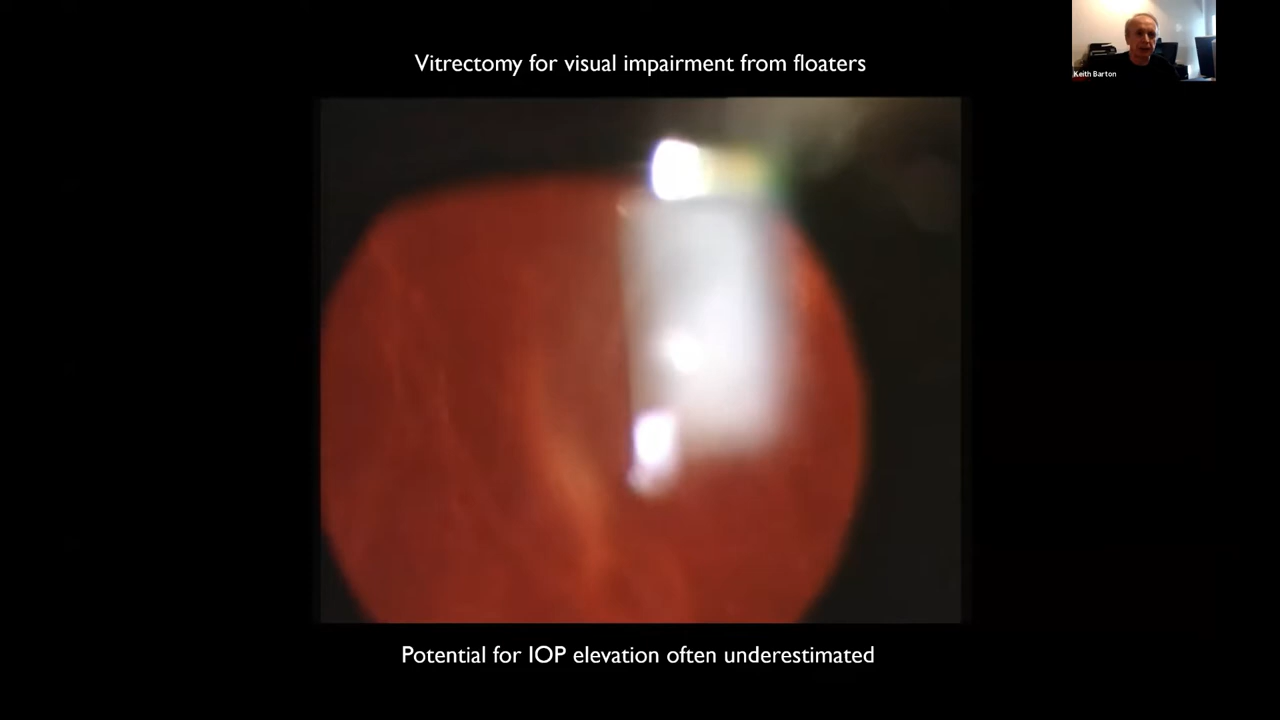 Vitrectomy for visual impairment from floaters
Keith Barton
Potential for IOP elevation often underestimated